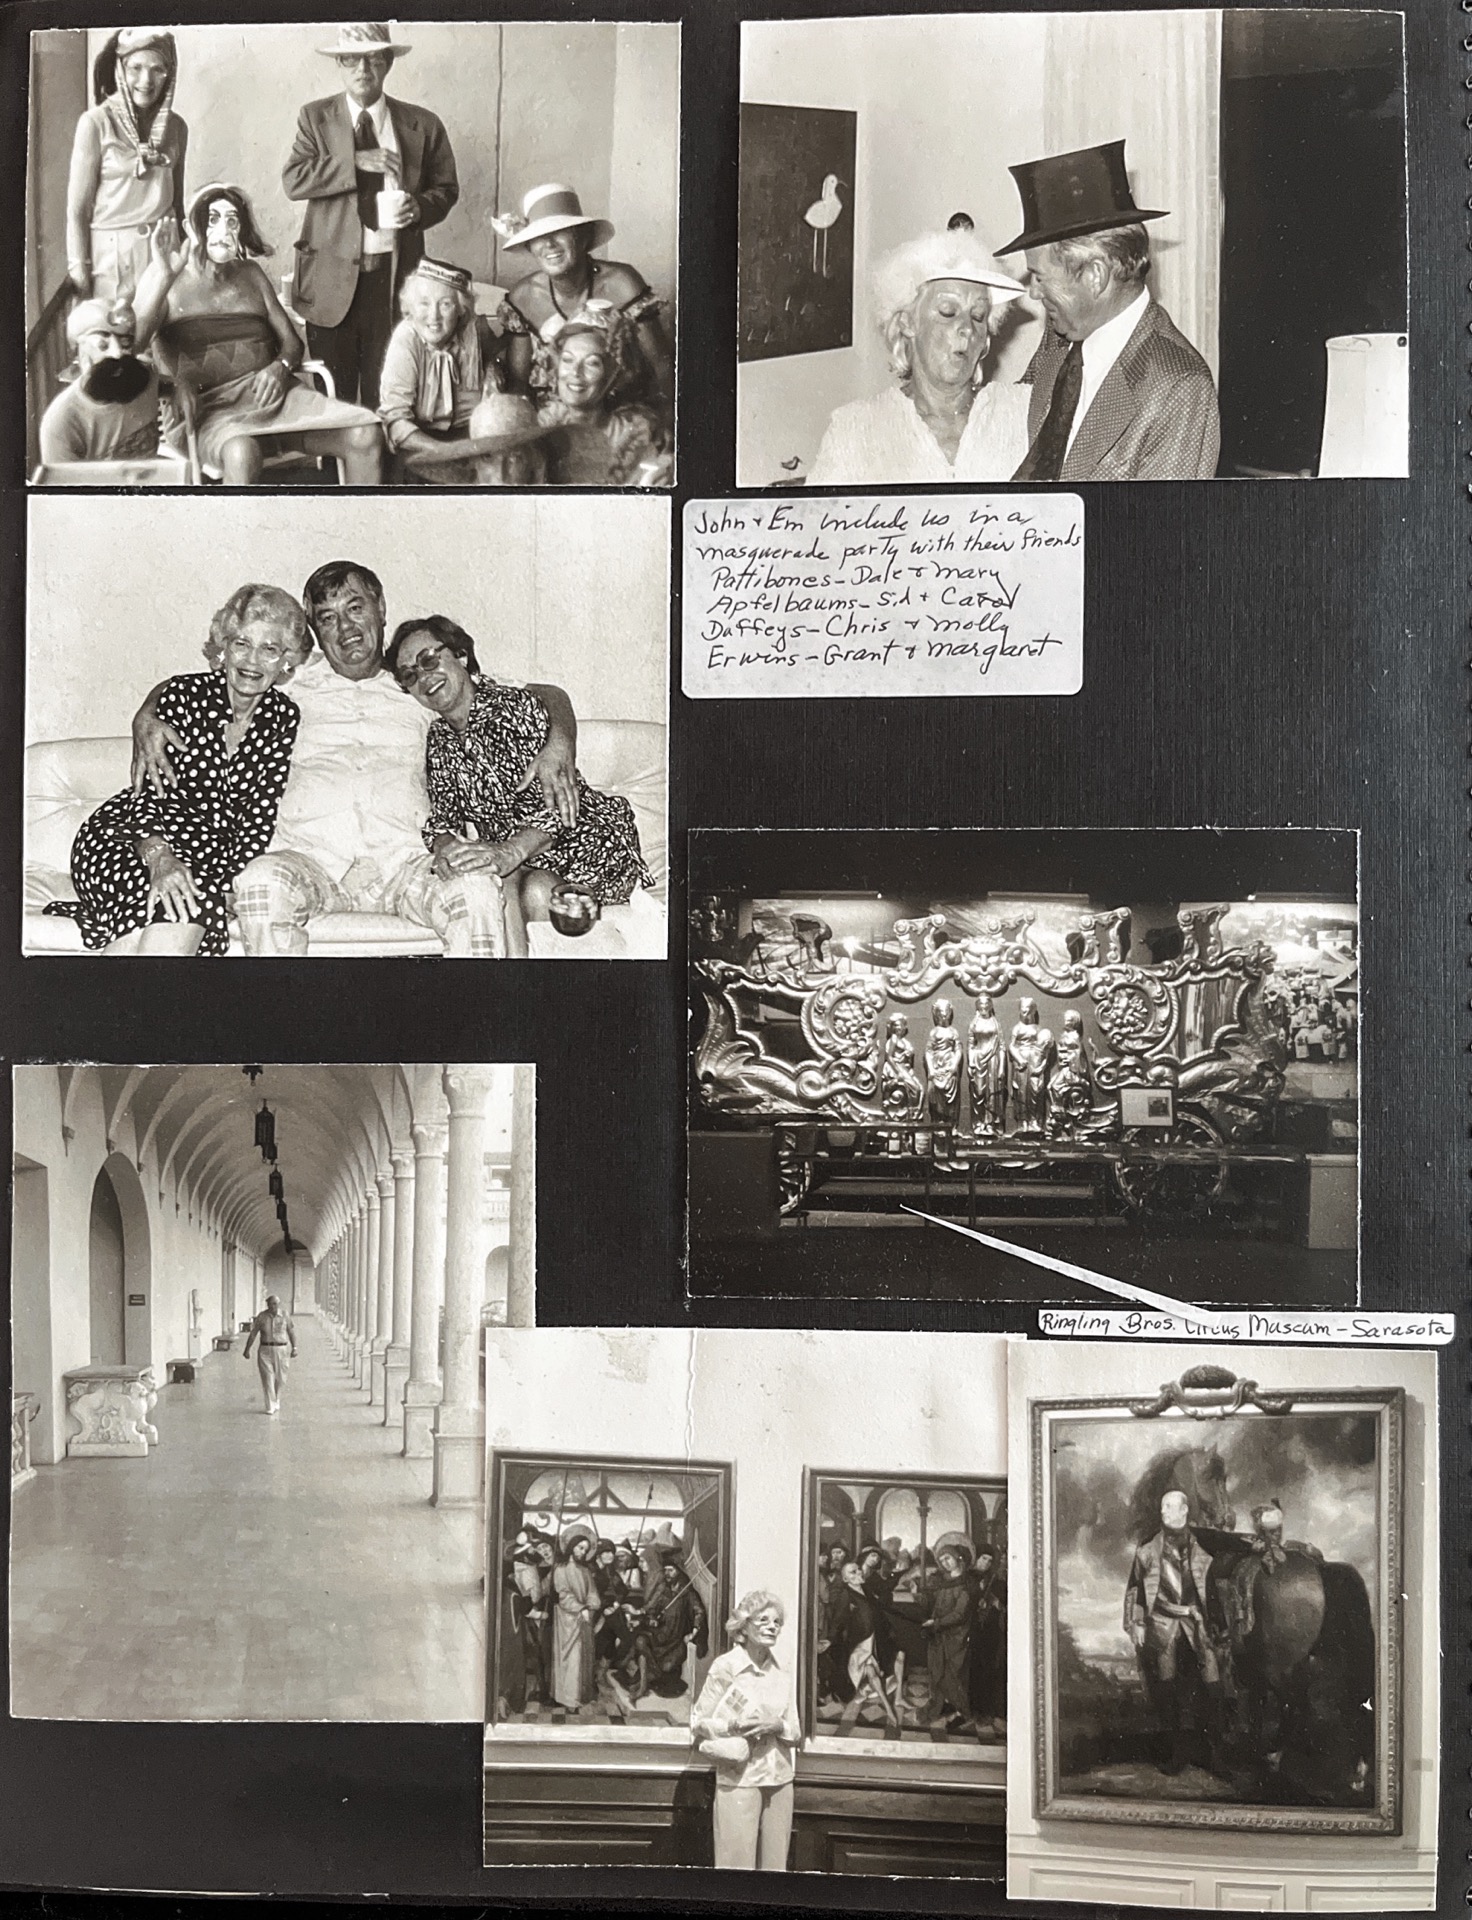 John & Em include us in a
masquerade party with their friends
Pattibones - Dale & Mary
Apfelbaums - Sid + Carol
Daffeys - Chris & Molly
Erwins - Grant & Margaret
Ringling Bros. Circus Museum - Sarasota